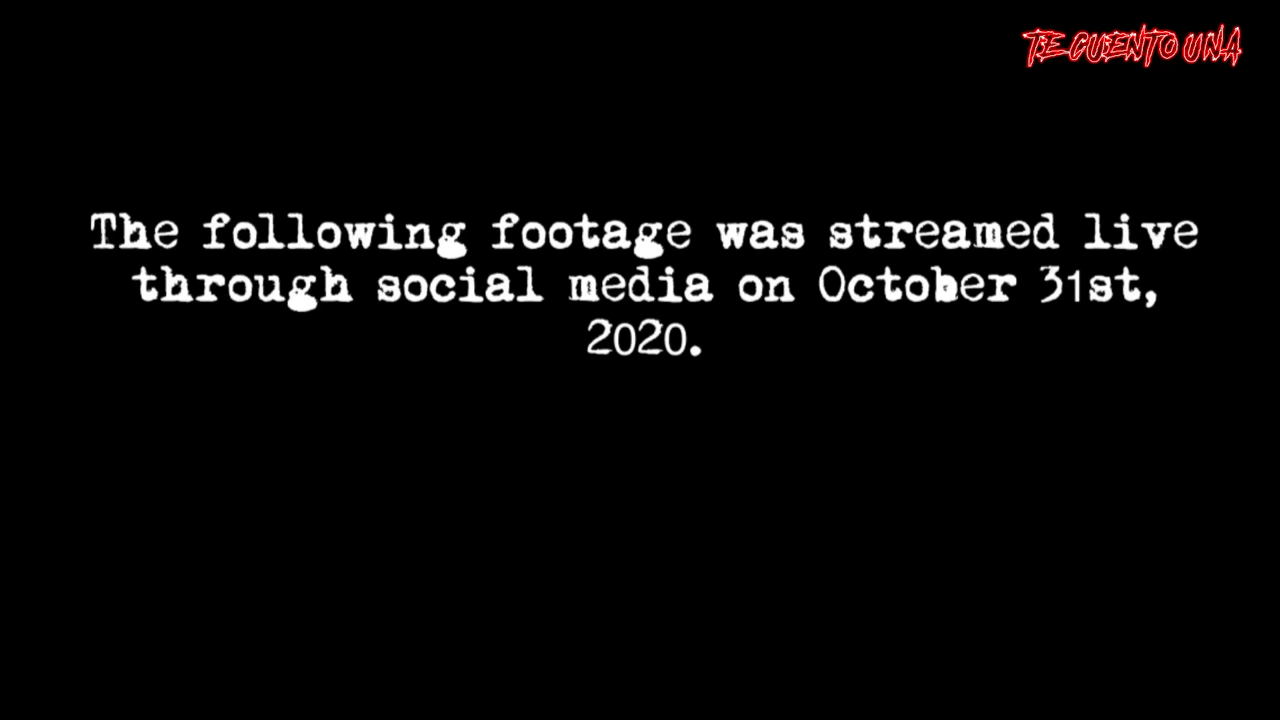 TE CUENTO UNA
The following footage was streamed live
through social media on October 31st,
2020.